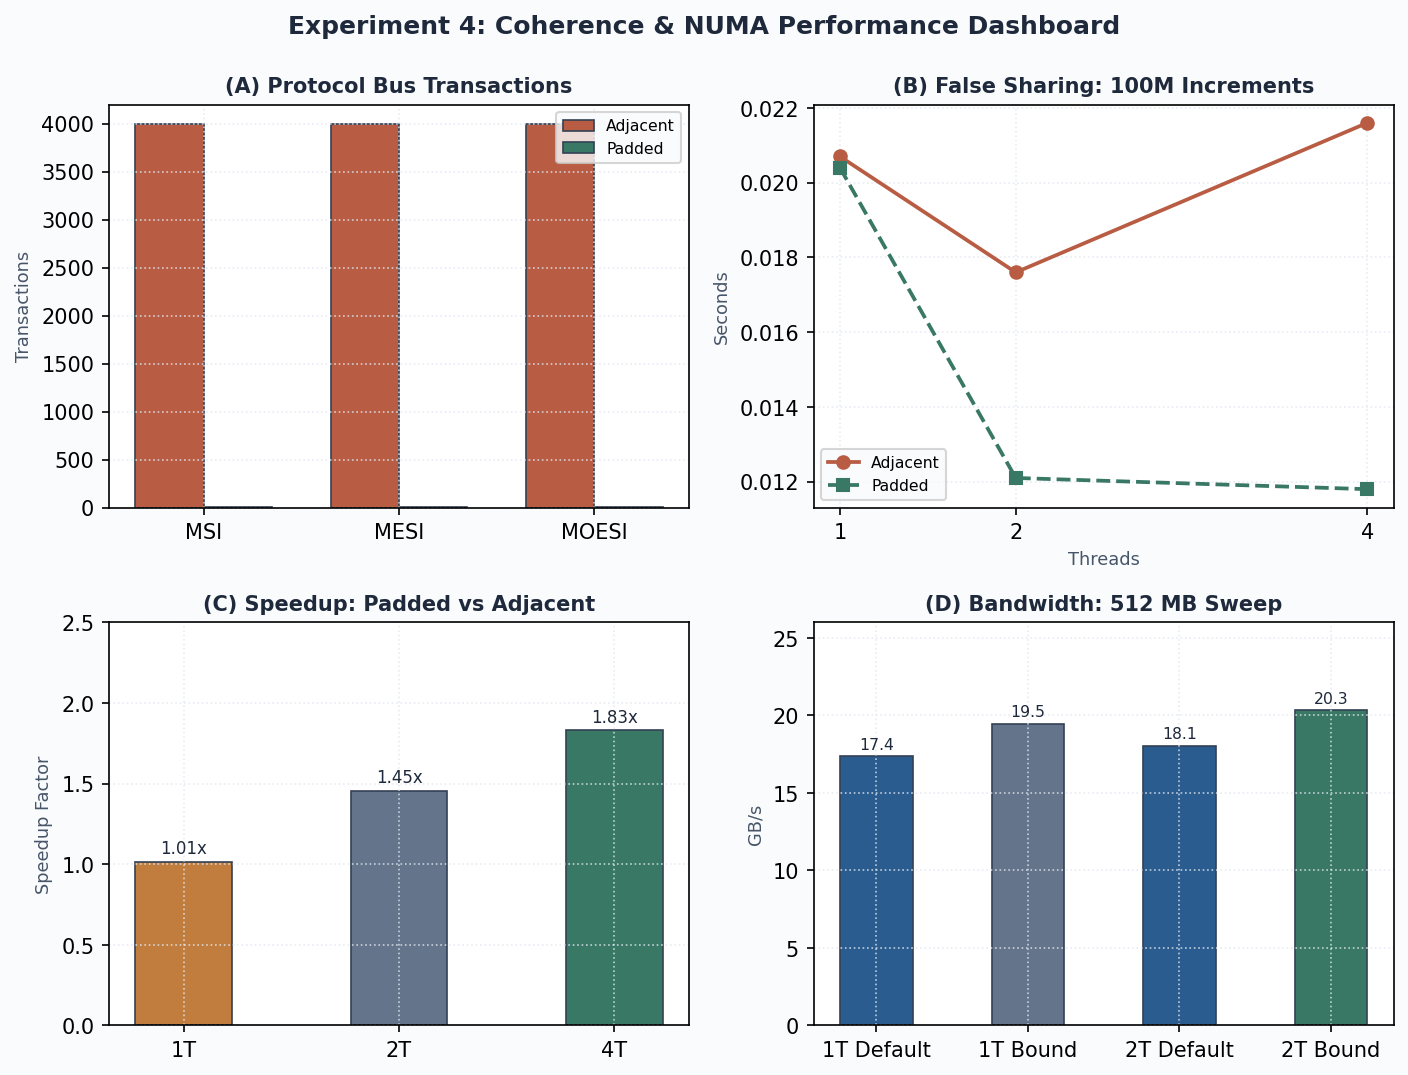 Experiment 4: Coherence & NUMA Performance Dashboard
(A) Protocol Bus Transactions
Transactions
4000
3500
3000
2500
2000
1500
1000
500
0
MSI
MESI
MOESI
Adjacent
Padded
(B) False Sharing: 100M Increments
Seconds
0.022
0.020
0.018
0.016
0.014
0.012
Adjacent
Padded
1
2
4
Threads
(C) Speedup: Padded vs Adjacent
Speedup Factor
2.5
2.0
1.5
1.0
0.5
0.0
1.01x
1.45x
1.83x
1T
2T
4T
(D) Bandwidth: 512 MB Sweep
GB/s
25
20
15
10
5
0
17.4
19.5
18.1
20.3
1T Default
1T Bound
2T Default
2T Bound